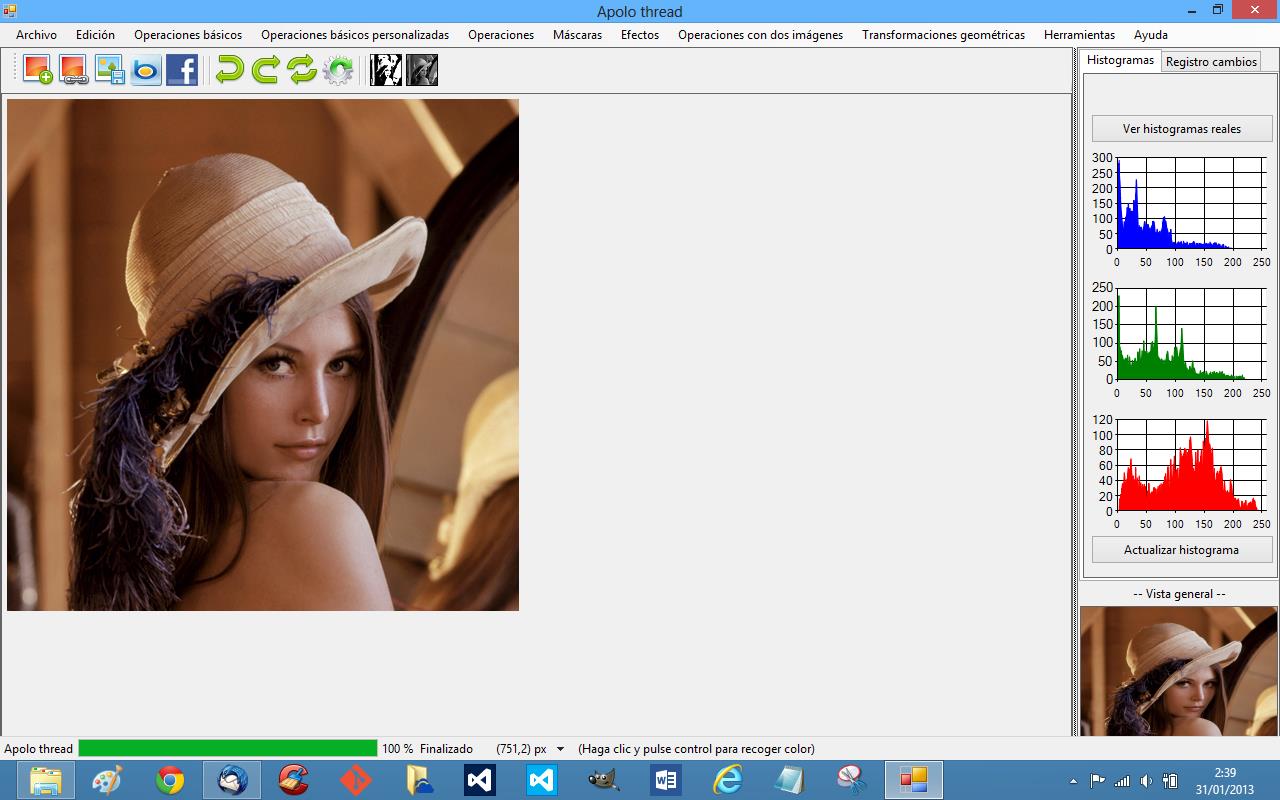 Apolo thread
Archivo Edición Operaciones básicos Operaciones básicos personalizadas Operaciones Máscaras Efectos Operaciones con dos imágenes Transformaciones geométricas Herramientas Ayuda
Histogramas Registro cambios
Ver histogramas reales
300
250
200
150
100
50
0
0 50 100 150 200 250
250
200
150
100
50
0
0 50 100 150 200 250
120
100
80
60
40
20
0
0 50 100 150 200 250
Actualizar histograma
-- Vista general --
Apolo thread 100 % Finalizado (751,2) px (Haga clic y pulse control para recoger color)
2:39
31/01/2013